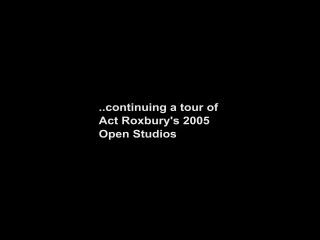 ..continuing a tour of
Act Roxbury's 2005
Open Studios